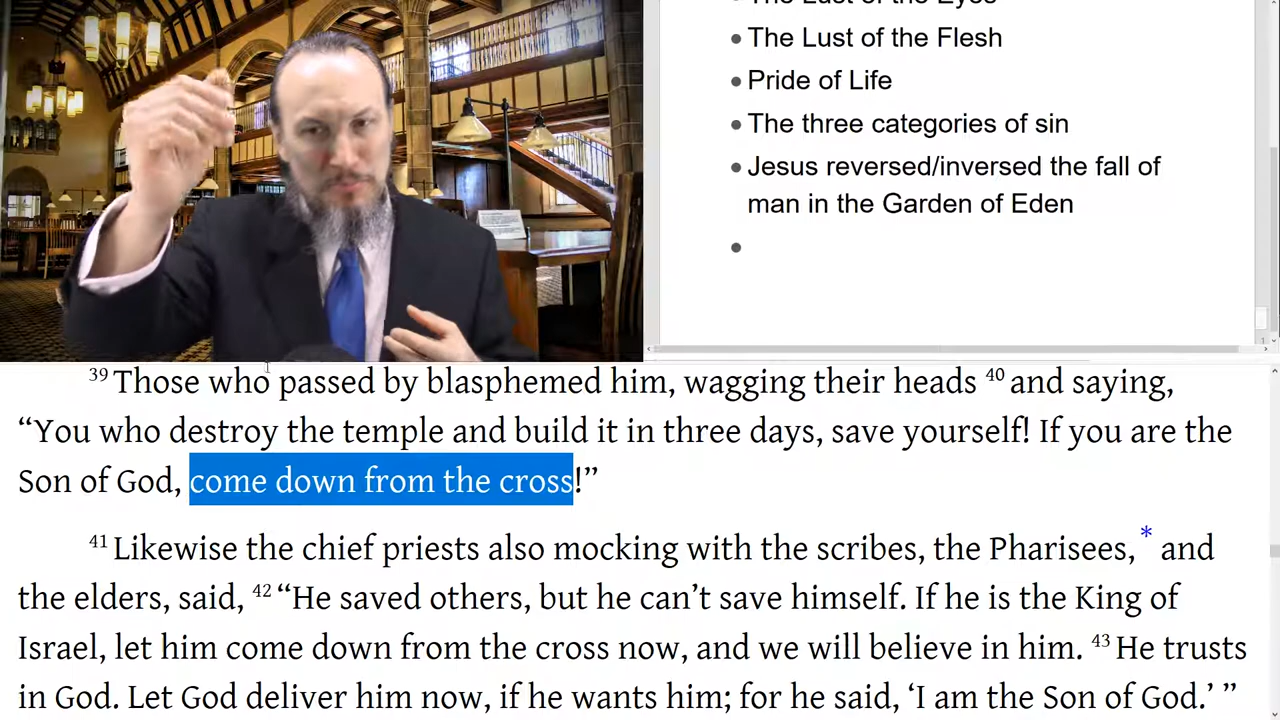 • The Lust of the Eyes
• The Lust of the Flesh
• Pride of Life
• The three categories of sin
• Jesus reversed/inversed the fall of
man in the Garden of Eden
•
39 Those who passed by blasphemed him, wagging their heads 40 and saying,
“You who destroy the temple and build it in three days, save yourself! If you are the
Son of God, come down from the cross!”
41 Likewise the chief priests also mocking with the scribes, the Pharisees,* and
the elders, said, 42 “He saved others, but he can’t save himself. If he is the King of
Israel, let him come down from the cross now, and we will believe in him. 43 He trusts
in God. Let God deliver him now, if he wants him; for he said, ‘I am the Son of God.’ ”